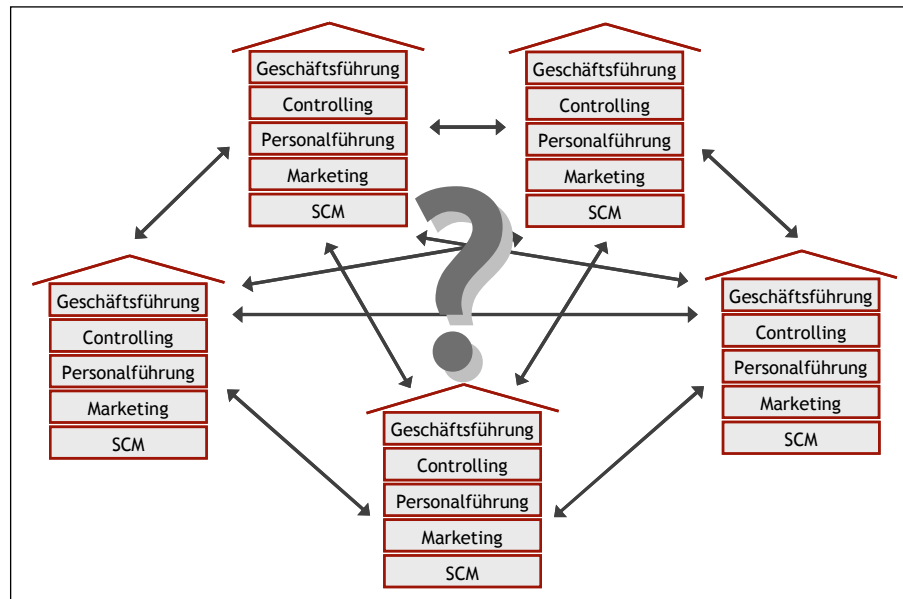 Geschäftsführung
Controlling
Personalführung
Marketing
SCM
Geschäftsführung
Controlling
Personalführung
Marketing
SCM
Geschäftsführung
Controlling
Personalführung
Marketing
SCM
Geschäftsführung
Controlling
Personalführung
Marketing
SCM
Geschäftsführung
Controlling
Personalführung
Marketing
SCM
?